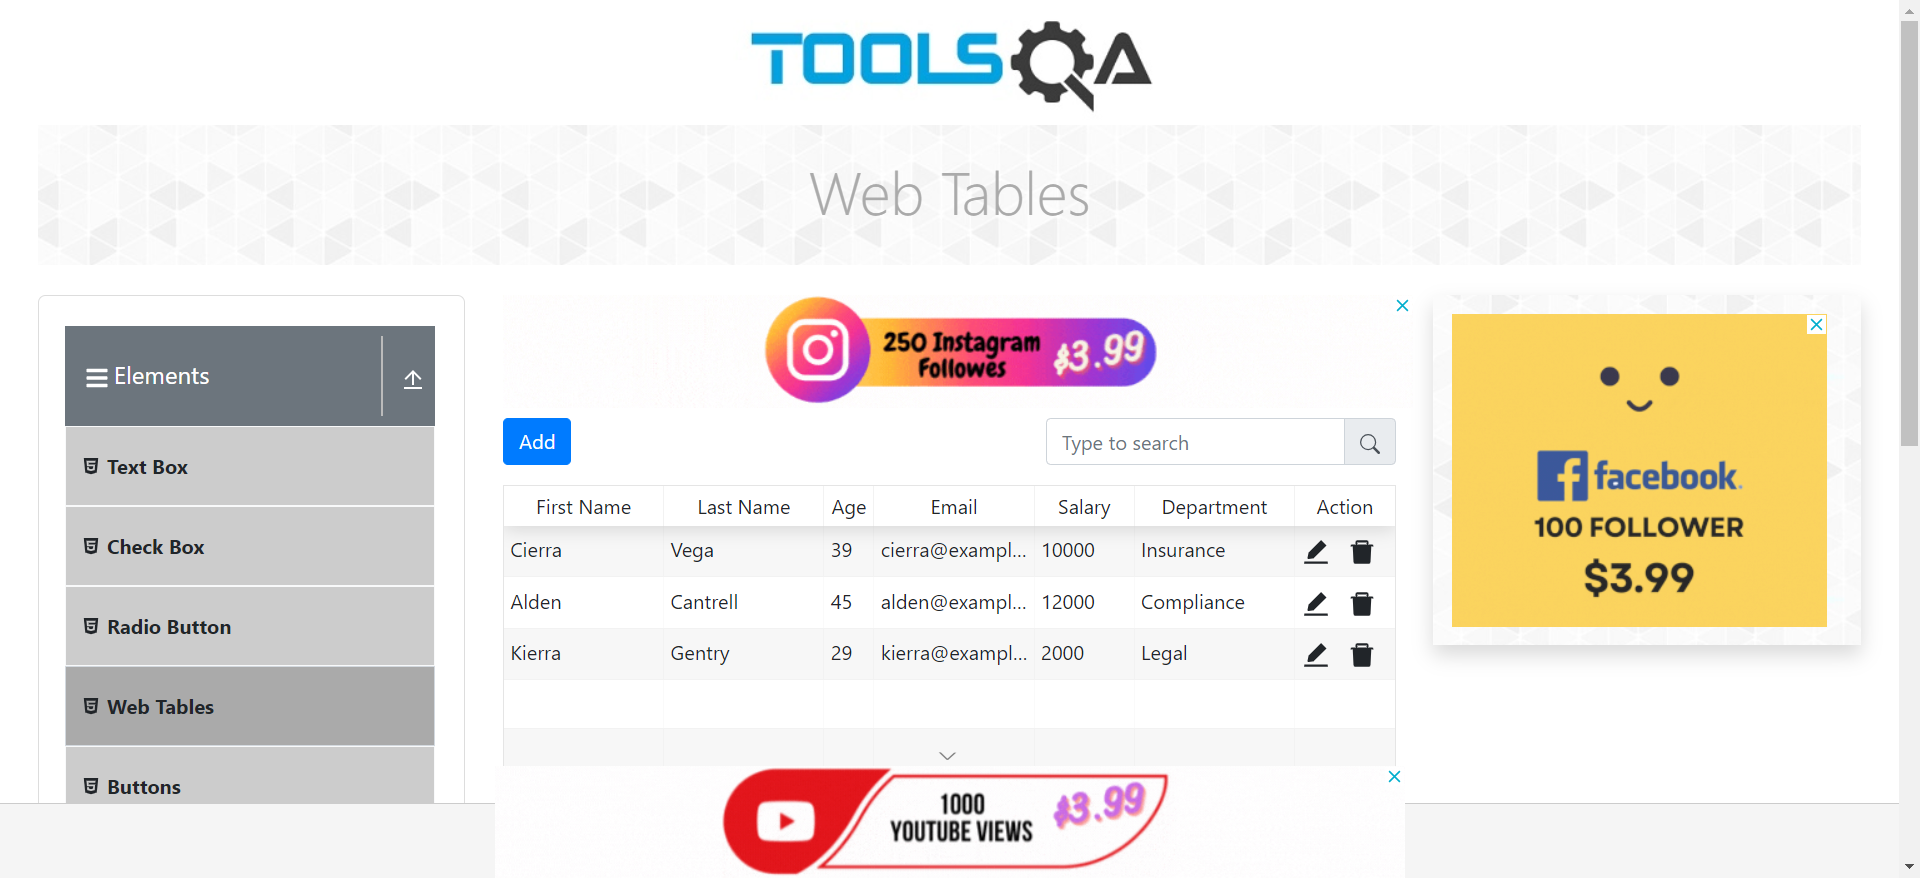 TOOLSQA
Web Tables
Elements
Text Box
Check Box
Radio Button
Web Tables
Buttons
250 Instagram
Followes
$3.99
Add
Type to search
First Name Last Name Age Email Salary Department Action
Cierra Vega 39 cierra@exampl... 10000 Insurance
Alden Cantrell 45 alden@exampl... 12000 Compliance
Kierra Gentry 29 kierra@exampl... 2000 Legal
1000
YOUTUBE VIEWS
$3.99
facebook.
100 FOLLOWER
$3.99